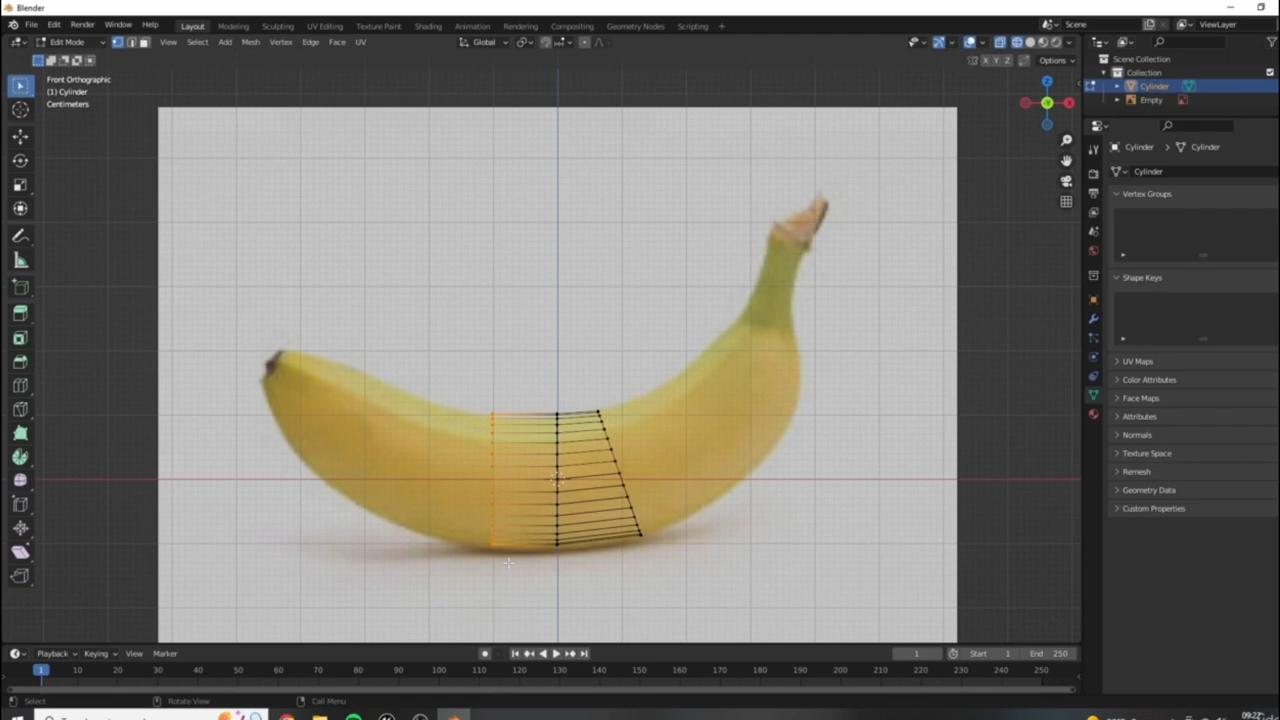 Blender
File Edit Render Window Help Layout Modeling Sculpting UV Editing Texture Paint Shading Animation Rendering Compositing Geometry Nodes Scripting + Scene ViewLayer
Edit Mode View Select Add Mesh Vertex Edge Face UV Global
X Y Z Options
Front Orthographic
(1) Cylinder
Centimeters
Z
Y
X
Scene Collection
Collection
Cylinder
Empty
Cylinder > Cylinder
Cylinder
Vertex Groups
Shape Keys
UV Maps
Color Attributes
Face Maps
Attributes
Normals
Texture Space
Remesh
Geometry Data
Custom Properties
Playback Keying View Marker 1 Start 1 End 250
1 10 20 30 40 50 60 70 80 90 100 110 120 130 140 150 160 170 180 190 200 210 220 230 240 250
Select Rotate View Call Menu
09:22